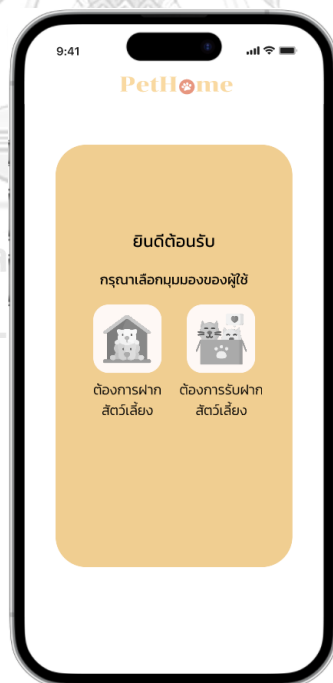 9:41
PetHome
ยินดีต้อนรับ
กรุณาเลือกมุมมองของผู้ใช้
ต้องการฝาก
สัตว์เลี้ยง
ต้องการรับฝาก
สัตว์เลี้ยง